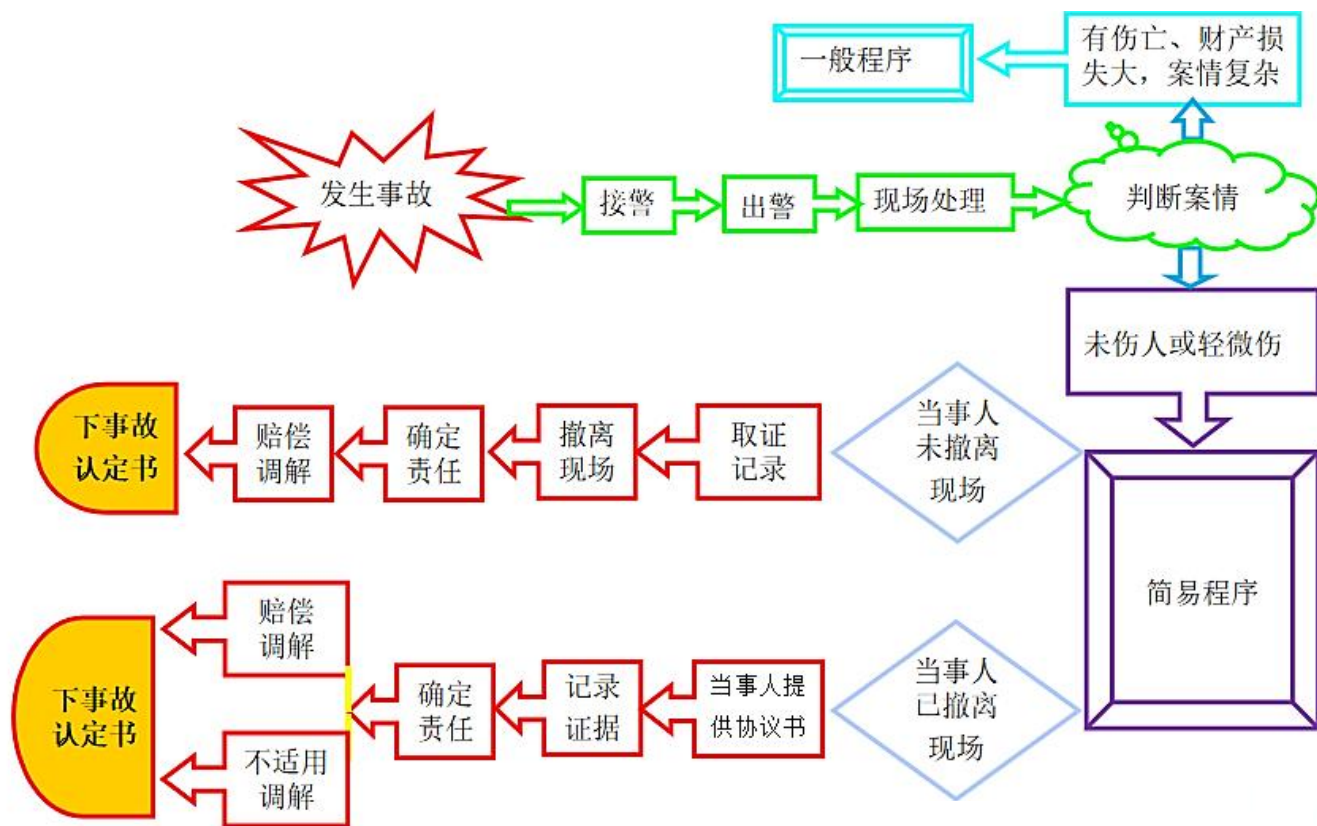 一般程序
有伤亡、财产损
失大，案情复杂
发生事故
接警
出警
现场处理
判断案情
未伤人或轻微伤
简易程序
当事人
未撤离
现场
取证
记录
撤离
现场
确定
责任
赔偿
调解
下事故
认定书
当事人
已撤离
现场
当事人提
供协议书
记录
证据
确定
责任
赔偿
调解
不适用
调解
下事故
认定书